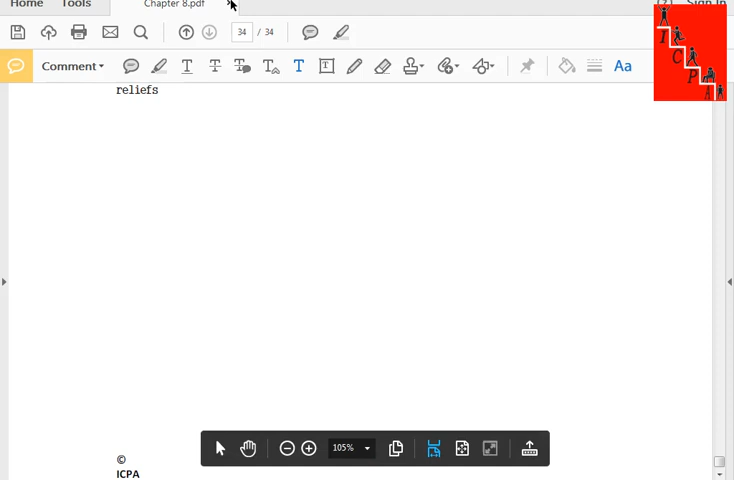 Home Tools Chapter 8.pdf Sign In
34 / 34
Comment T T T T T T Aa
I
C
P
A
reliefs
105%
©
ICPA